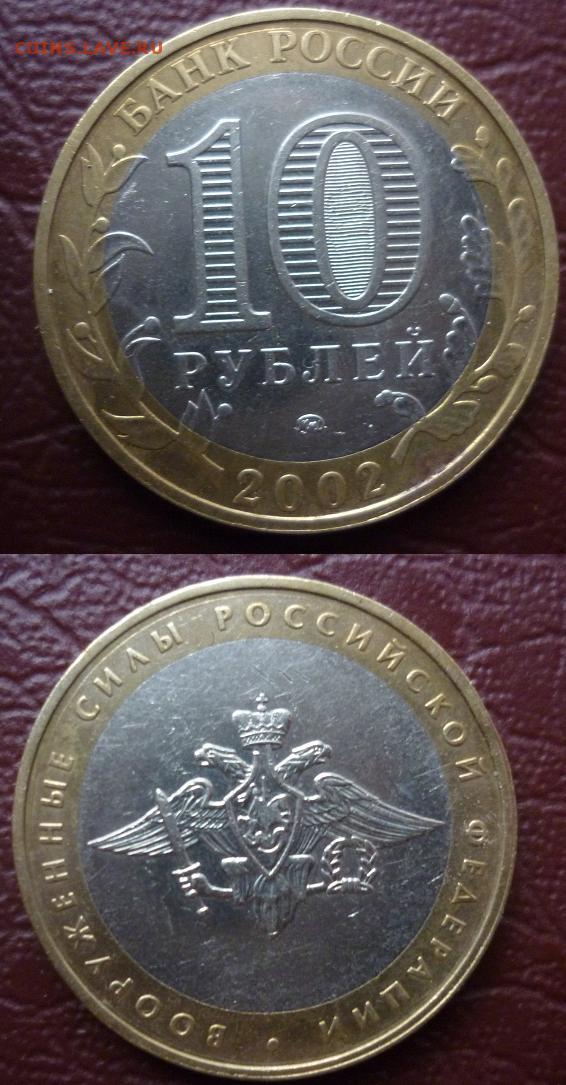 COINS.LAVE.RU
БАНК РОССИИ
10
РУБЛЕЙ
2002
ВООРУЖЕННЫЕ СИЛЫ РОССИЙСКОЙ ФЕДЕРАЦИИ